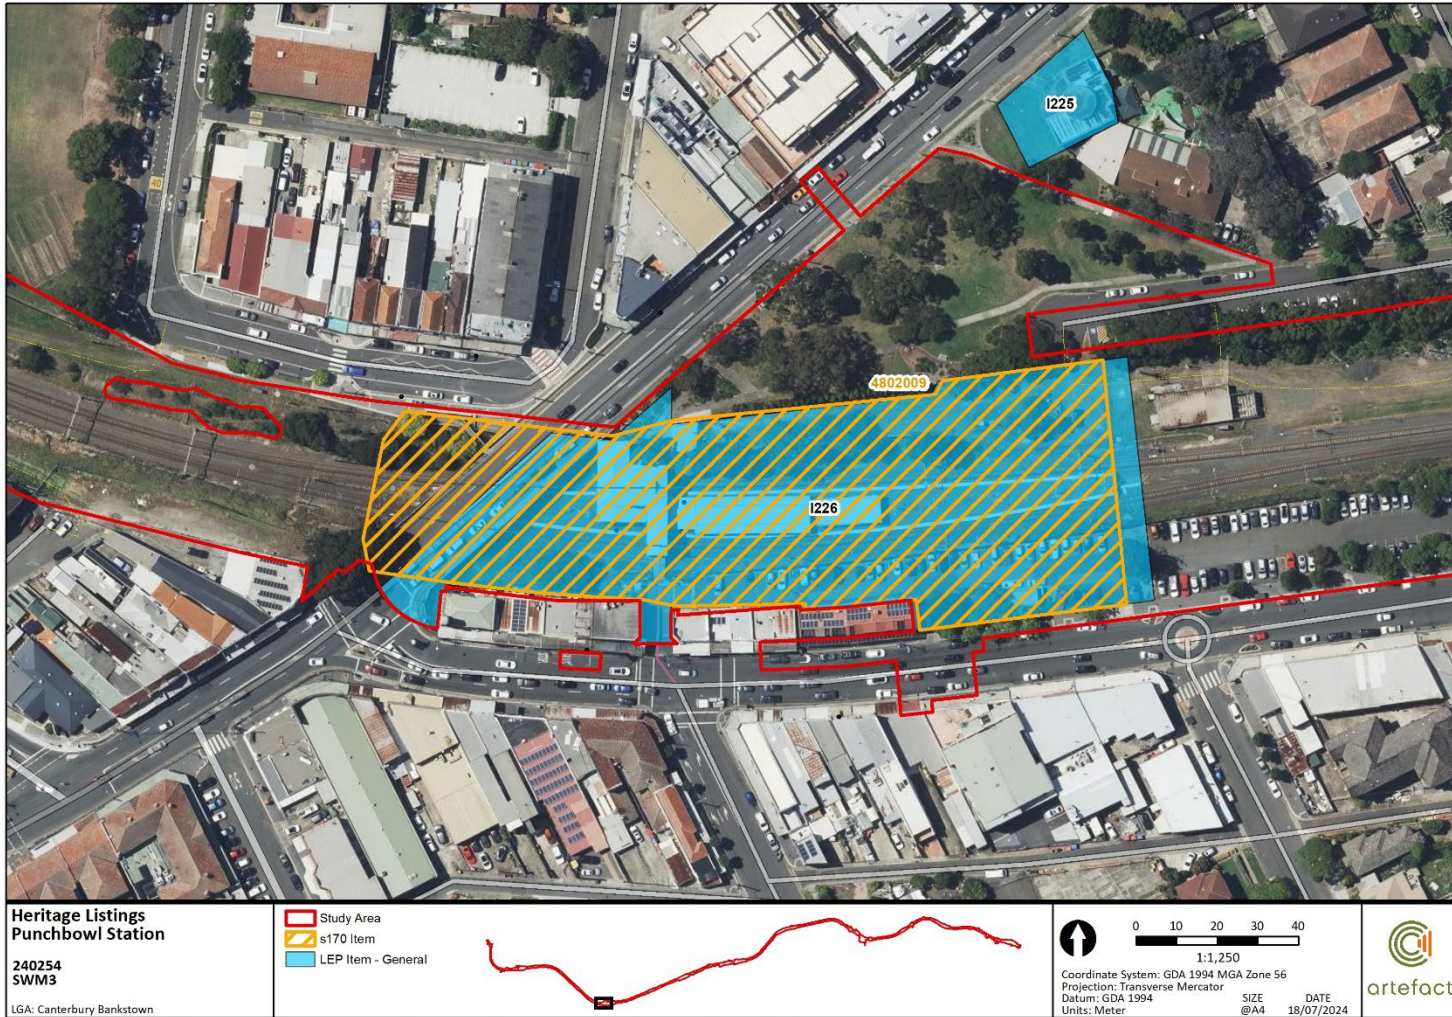 I225
4802009
I226
40
Heritage Listings
Punchbowl Station
240254
SWM3
LGA: Canterbury Bankstown
Study Area
s170 Item
LEP Item - General
0 10 20 30 40
1:1,250
Coordinate System: GDA 1994 MGA Zone 56
Projection: Transverse Mercator
Datum: GDA 1994
Units: Meter
SIZE
@A4
DATE
18/07/2024
artefact